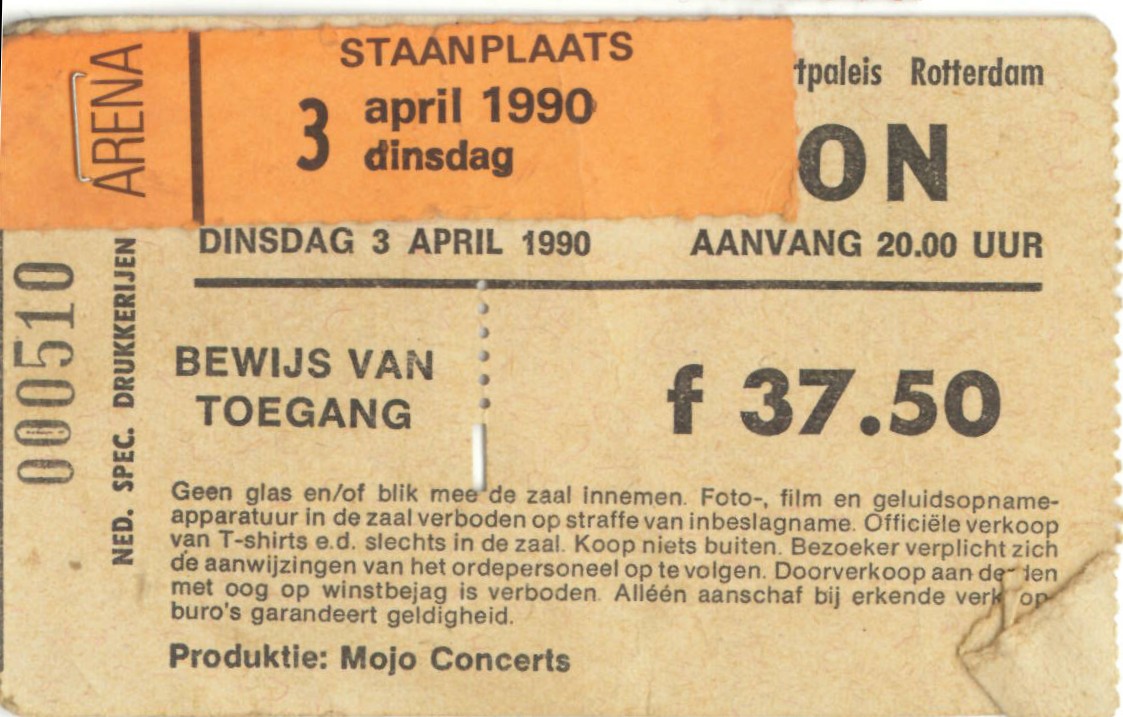 ARENA
STAANPLAATS
3 april 1990
dinsdag
tpaleis Rotterdam
ON
DINSDAG 3 APRIL 1990 AANVANG 20.00 UUR
000510
NED. SPEC. DRUKKERIJEN
BEWIJS VAN
TOEGANG
f 37.50
Geen glas en/of blik mee de zaal innemen. Foto-, film en geluidsopname-
apparatuur in de zaal verboden op straffe van inbeslagname. Officiële verkoop
van T-shirts e.d. slechts in de zaal. Koop niets buiten. Bezoeker verplicht zich
de aanwijzingen van het ordepersoneel op te volgen. Doorverkoop aan de den
met oog op winstbejag is verboden. Alléén aanschaf bij erkende verk op-
buro's garandeert geldigheid.
Produktie: Mojo Concerts